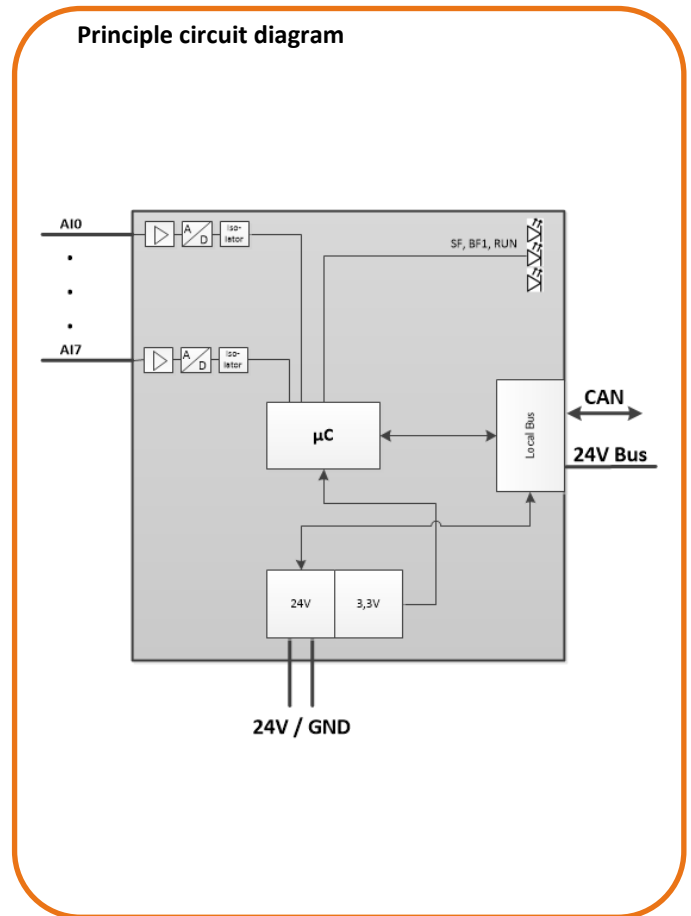 Principle circuit diagram
AI0
A
D
Iso-
lator
SF, BF1, RUN
AI7
A
D
Iso-
lator
µC
Local Bus
CAN
24V Bus
24V
3,3V
24V / GND